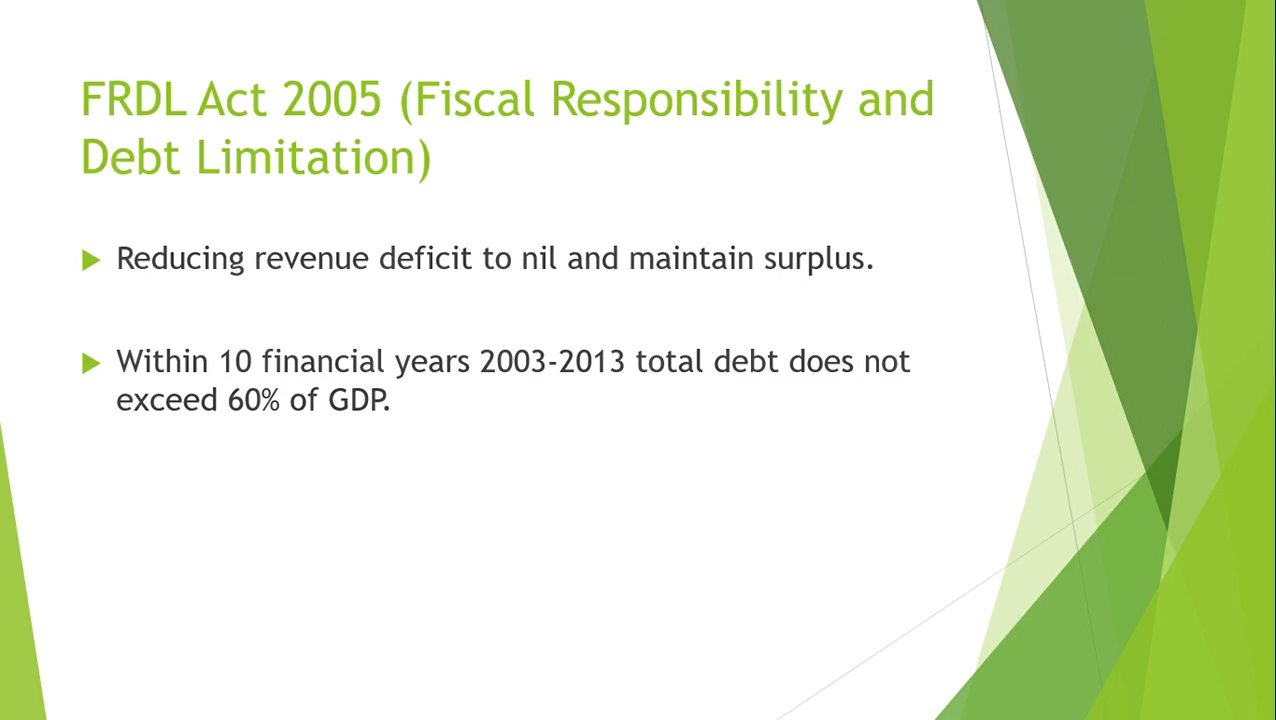 FRDL Act 2005 (Fiscal Responsibility and
Debt Limitation)
Reducing revenue deficit to nil and maintain surplus.
Within 10 financial years 2003-2013 total debt does not
exceed 60% of GDP.